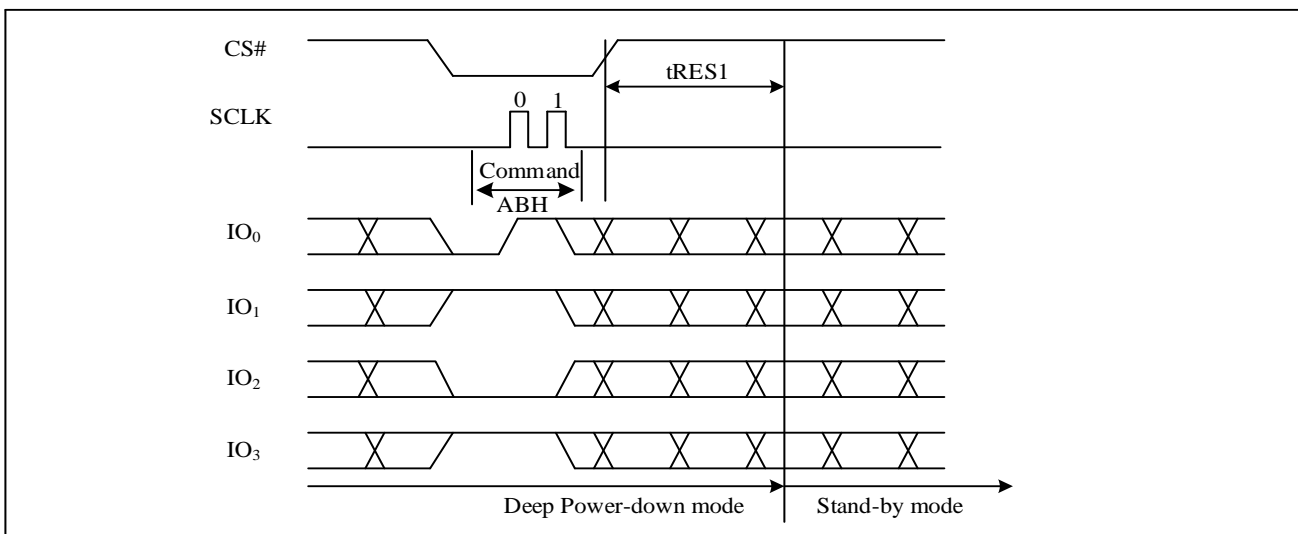 CS#
tRES1
0 1
SCLK
Command
ABH
IO₀
IO₁
IO₂
IO₃
Deep Power-down mode Stand-by mode